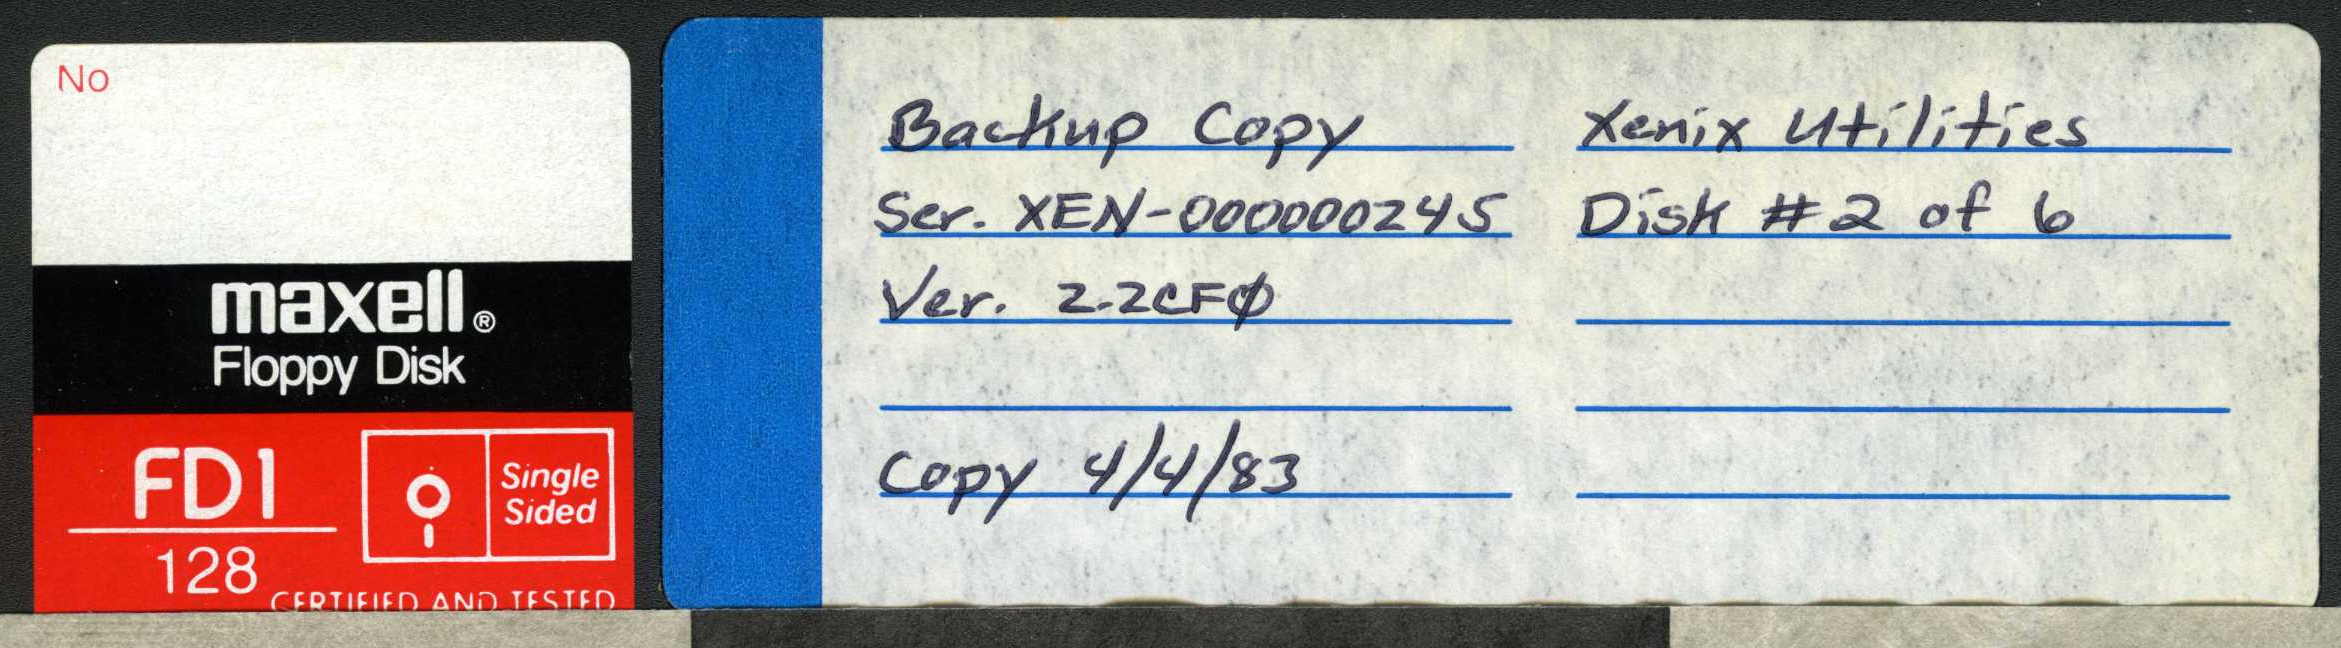 No
maxell®
Floppy Disk
FD1
128
Single
Sided
CERTIFIED AND TESTED
Backup Copy
Ser. XEN-000000245
Ver. 2.2CFØ
Copy 4/4/83
Xenix Utilities
Disk #2 of 6